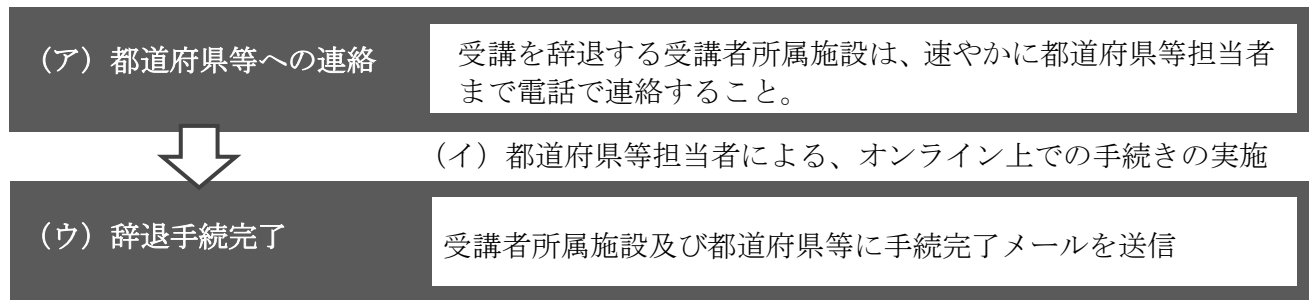 （ア）都道府県等への連絡
受講を辞退する受講者所属施設は、速やかに都道府県等担当者
まで電話で連絡すること。
（イ）都道府県等担当者による、オンライン上での手続きの実施
（ウ）辞退手続完了
受講者所属施設及び都道府県等に手続完了メールを送信